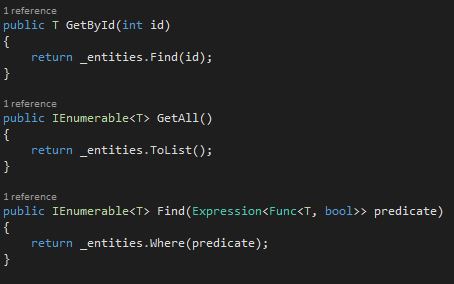 1 reference
public T GetById(int id)
{
    return _entities.Find(id);
}
1 reference
public IEnumerable<T> GetAll()
{
    return _entities.ToList();
}
1 reference
public IEnumerable<T> Find(Expression<Func<T, bool>> predicate)
{
    return _entities.Where(predicate);
}